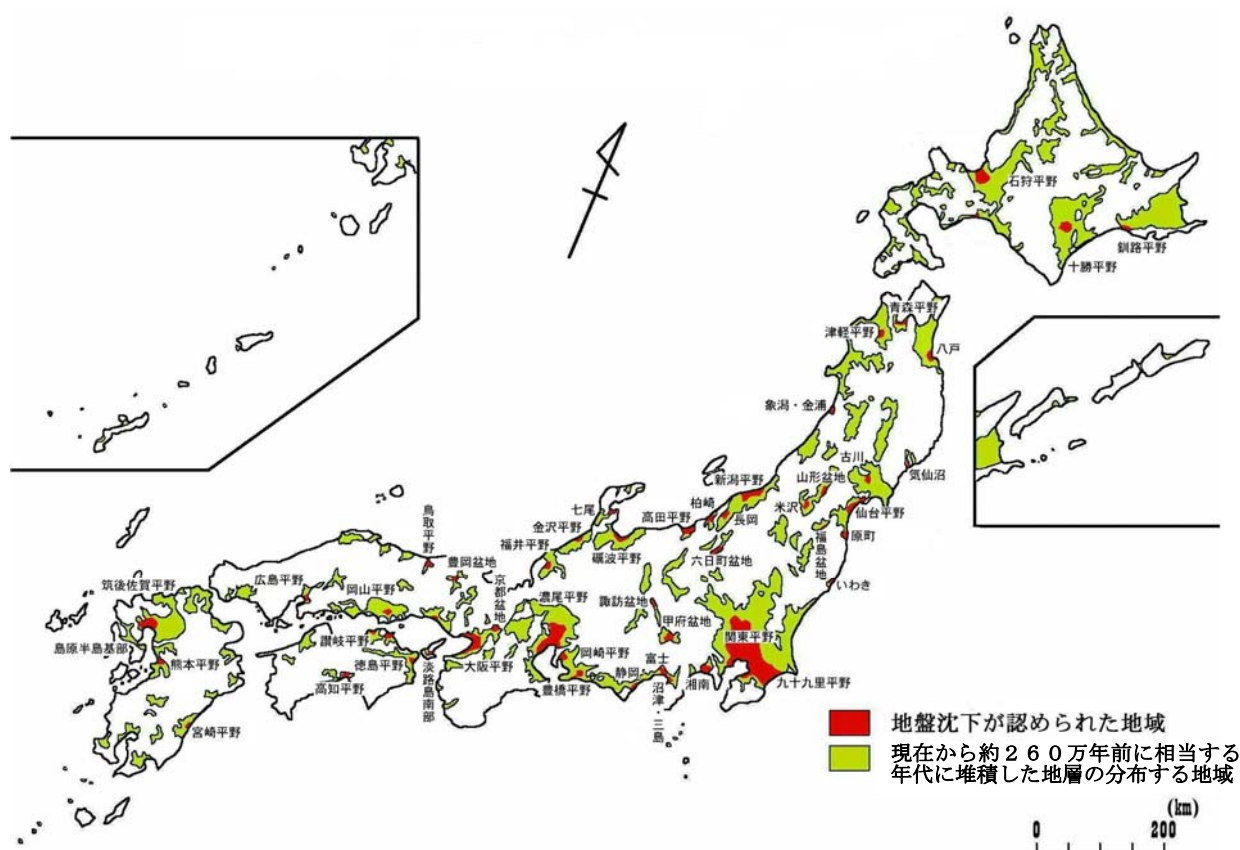 石狩平野
釧路平野
十勝平野
青森平野
津軽平野
八戸
象潟・金浦
古川
気仙沼
新潟平野
山形盆地
柏崎
米沢
仙台平野
七尾
高田平野
長岡
原町
金沢平野
福島盆地
鳥取平野
福井平野
礪波平野
六日町盆地
豊岡盆地
京都盆地
いわき
筑後佐賀平野
広島平野
岡山平野
濃尾平野
諏訪盆地
甲府盆地
関東平野
島原半島基部
讃岐平野
熊本平野
徳島平野
淡路島南部
大阪平野
岡崎平野
富士
静岡
高知平野
豊橋平野
沼津・三島
湘南
九十九里平野
宮崎平野
地盤沈下が認められた地域
現在から約２６０万年前に相当する
年代に堆積した地層の分布する地域
(km)
0 200